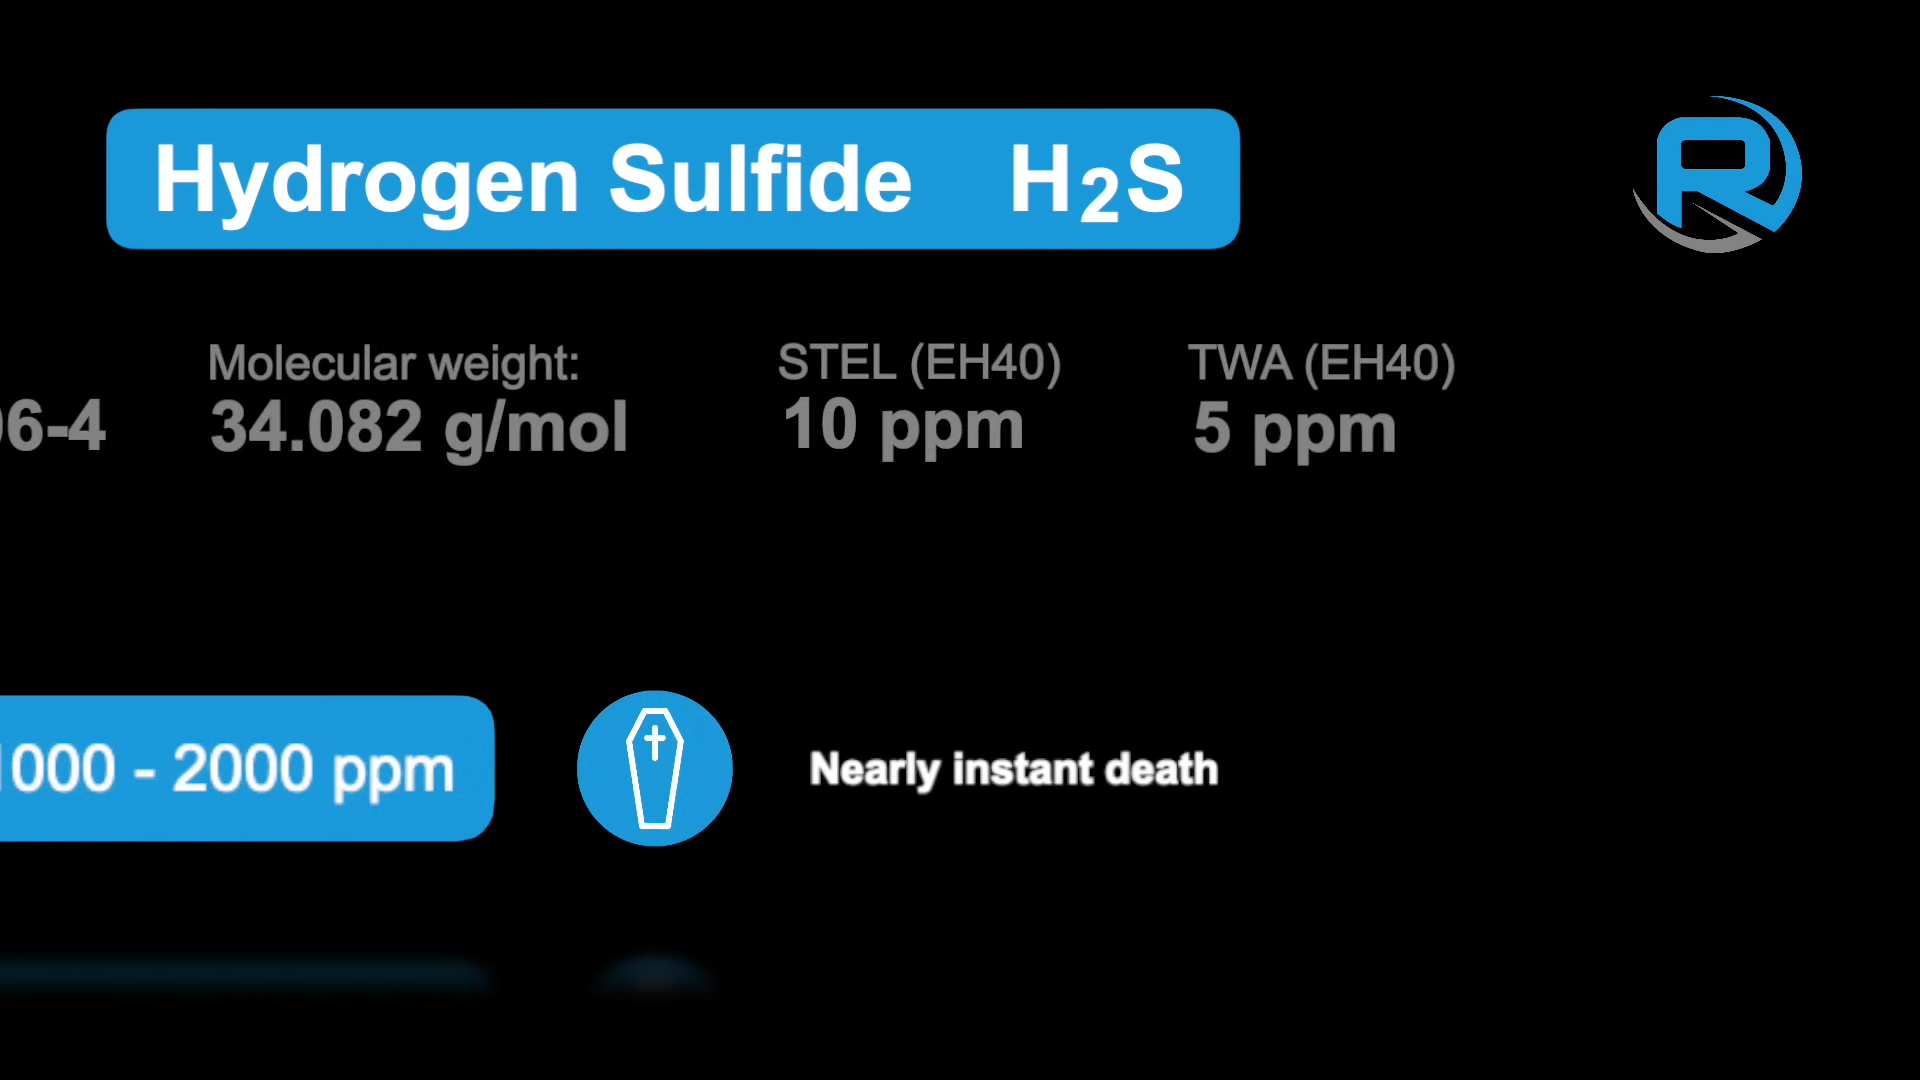 Hydrogen Sulfide H2S
Molecular weight: STEL (EH40) TWA (EH40)
6-4 34.082 g/mol 10 ppm 5 ppm
1000 - 2000 ppm Nearly instant death